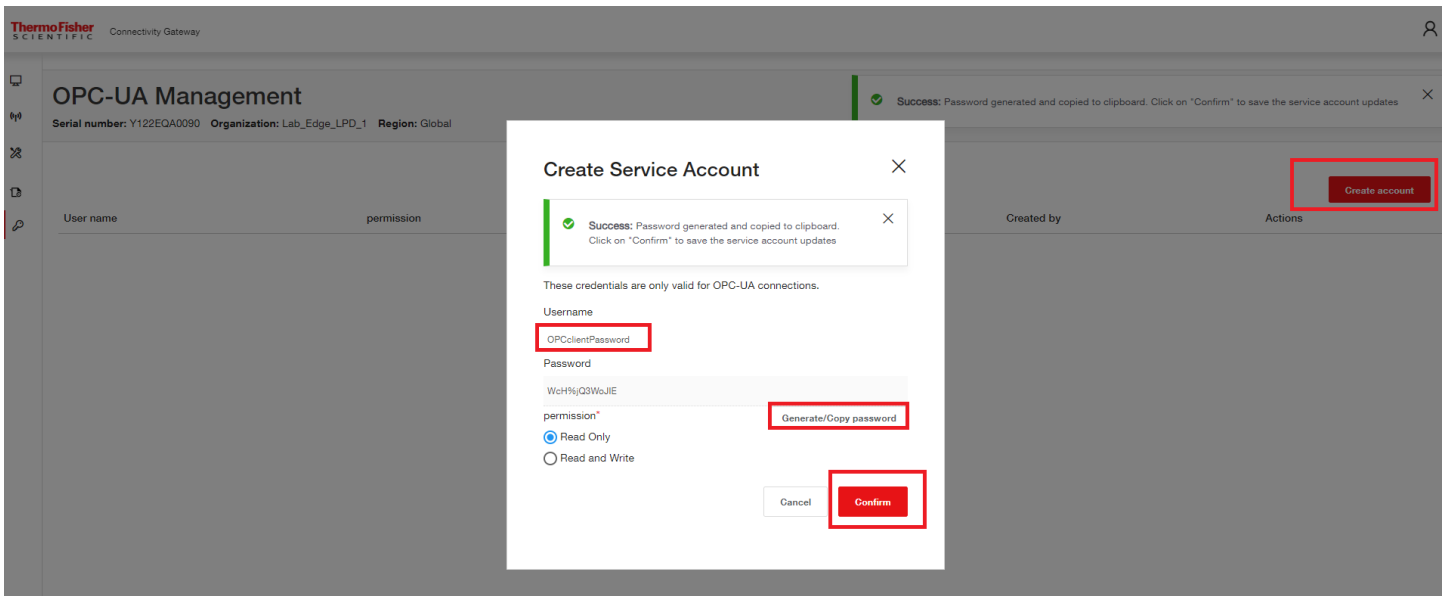 ThermoFisher
SCIENTIFIC
Connectivity Gateway
OPC-UA Management
Serial number: Y122EQA0090 Organization: Lab_Edge_LPD_1 Region: Global
Success: Password generated and copied to clipboard. Click on "Confirm" to save the service account updates
Create account
User name permission Created by Actions
Create Service Account
Success: Password generated and copied to clipboard.
Click on "Confirm" to save the service account updates
These credentials are only valid for OPC-UA connections.
Username
OPCclientPassword
Password
WcH%jQ3WoJIE
permission*
Generate/Copy password
Read Only
Read and Write
Cancel
Confirm